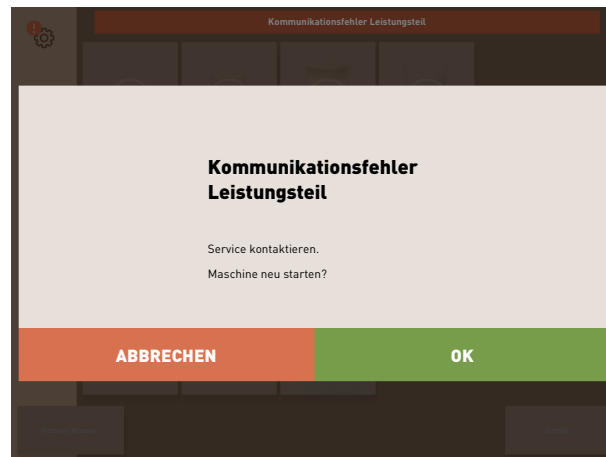 Kommunikationsfehler Leistungsteil
Kommunikationsfehler
Leistungsteil
Service kontaktieren.
Maschine neu starten?
ABBRECHEN
OK